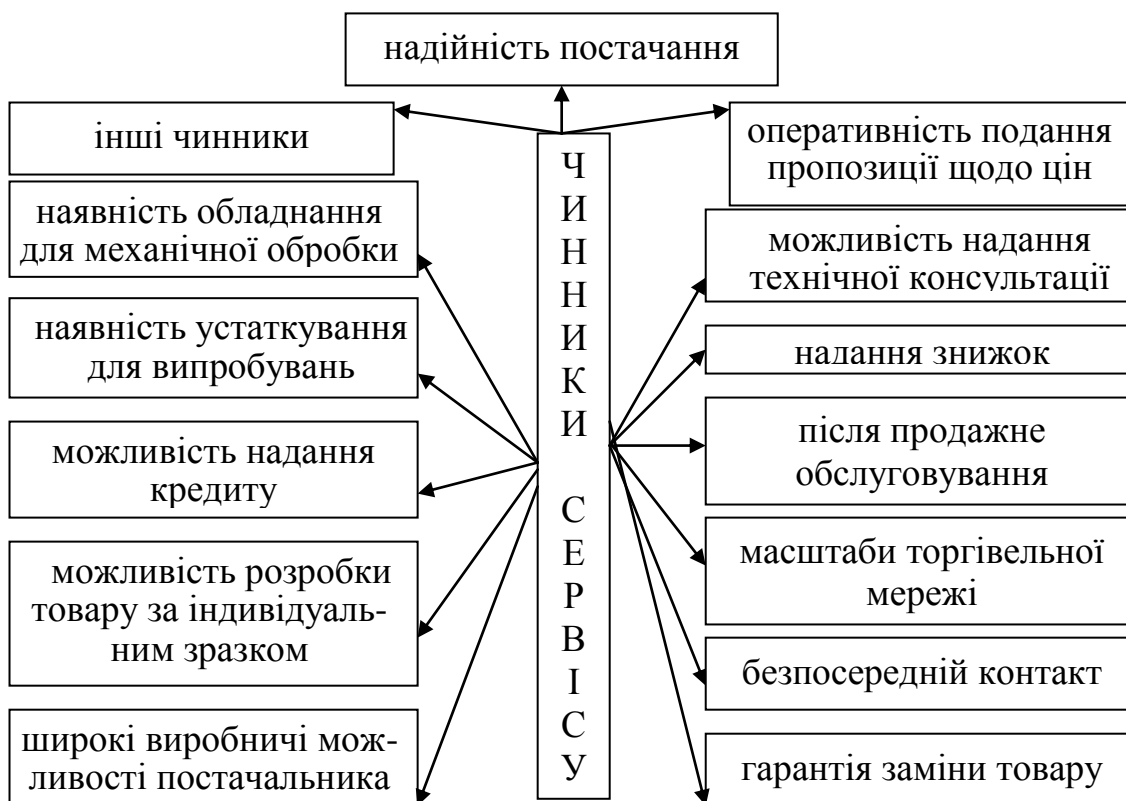 надійність постачання
інші чинники
оперативність подання
пропозиції щодо цін
наявність обладнання
для механічної обробки
можливість надання
технічної консультації
наявність устаткування
для випробувань
надання знижок
можливість надання
кредиту
після продажне
обслуговування
можливість розробки
товару за індивідуаль-
ним зразком
масштаби торгівельної
мережі
безпосередній контакт
широкі виробничі мож-
ливості постачальника
гарантія заміни товару
ЧИННИКИ СЕРВІСУ